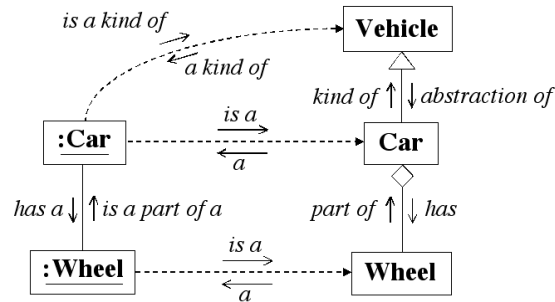 is a kind of
Vehicle
a kind of
kind of
abstraction of
:Car
is a
a
Car
has a
is a part of a
part of
has
:Wheel
is a
a
Wheel